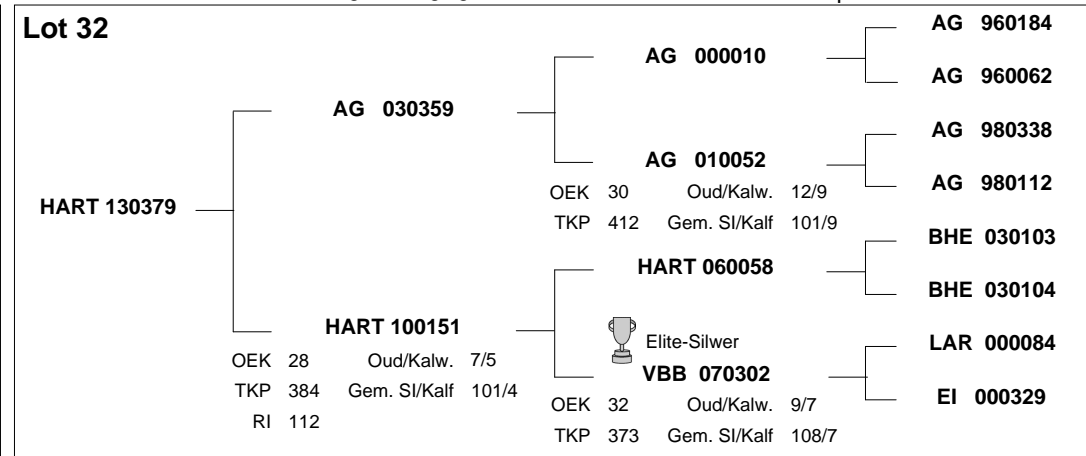 Lot 32
AG 960184
AG 000010
AG 960062
AG 030359
AG 980338
AG 010052
AG 980112
OEK 30 Oud/Kalw. 12/9
HART 130379
TKP 412 Gem. SI/Kalf 101/9
BHE 030103
HART 060058
BHE 030104
HART 100151
Elite-Silwer
LAR 000084
OEK 28 Oud/Kalw. 7/5
VBB 070302
TKP 384 Gem. SI/Kalf 101/4
EI 000329
OEK 32 Oud/Kalw. 9/7
RI 112
TKP 373 Gem. SI/Kalf 108/7